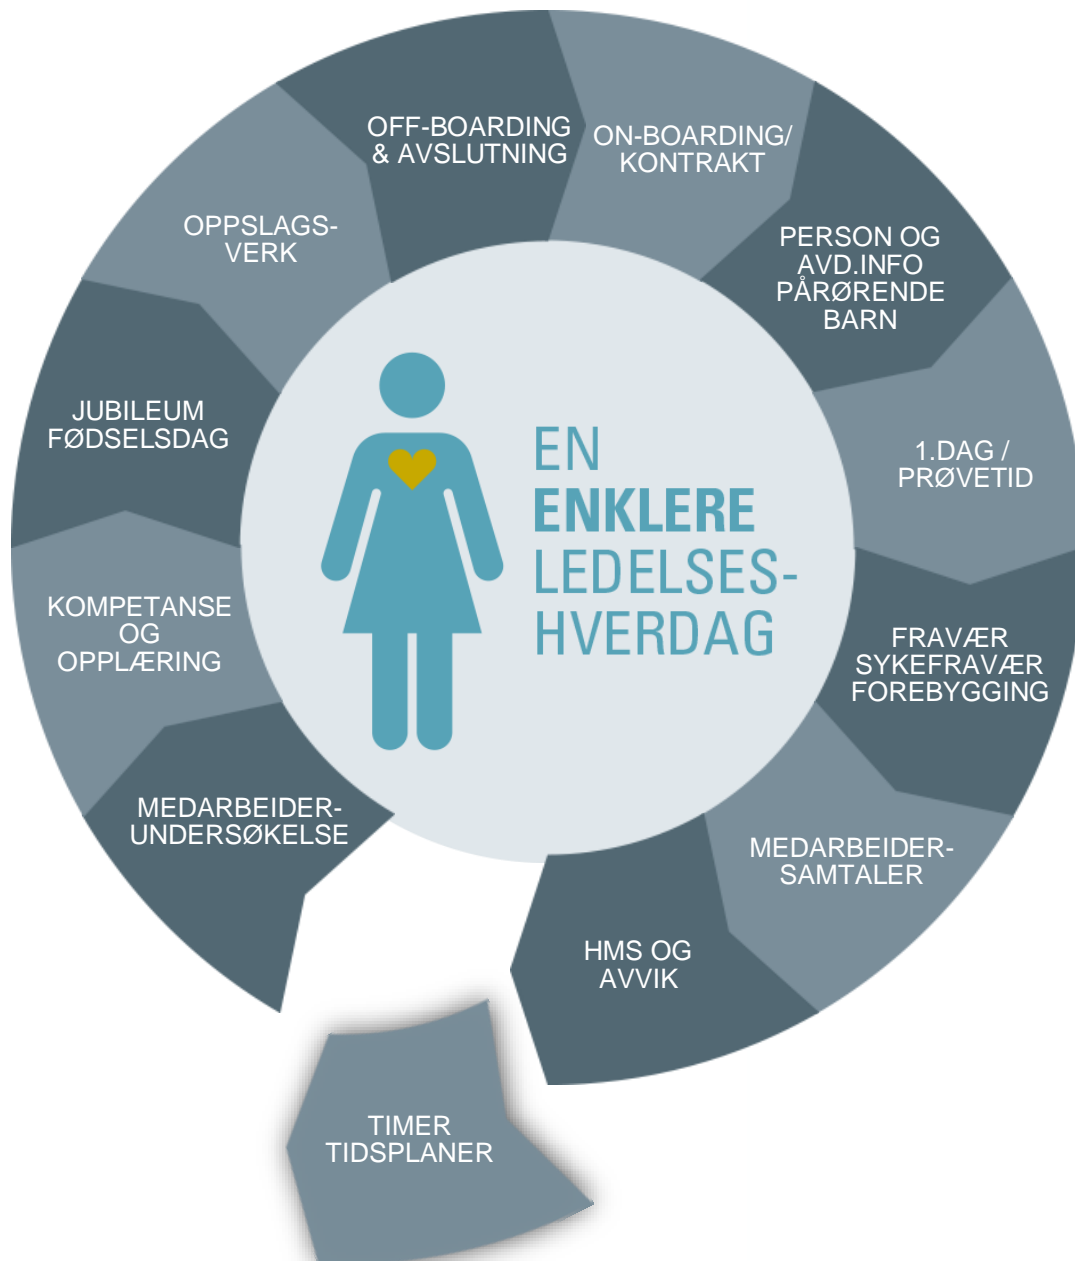 OFF-BOARDING
& AVSLUTNING
ON-BOARDING/
KONTRAKT
PERSON OG
AVD.INFO
PÅRØRENDE
BARN
1.DAG /
PRØVETID
FRAVÆR
SYKEFRAVÆR
FOREBYGGING
MEDARBEIDER-
SAMTALER
HMS OG
AVVIK
TIMER
TIDSPLANER
MEDARBEIDER-
UNDERSØKELSE
KOMPETANSE
OG
OPPLÆRING
JUBILEUM
FØDSELSDAG
OPPSLAGS-
VERK
EN
ENKLERE
LEDELSES-
HVERDAG